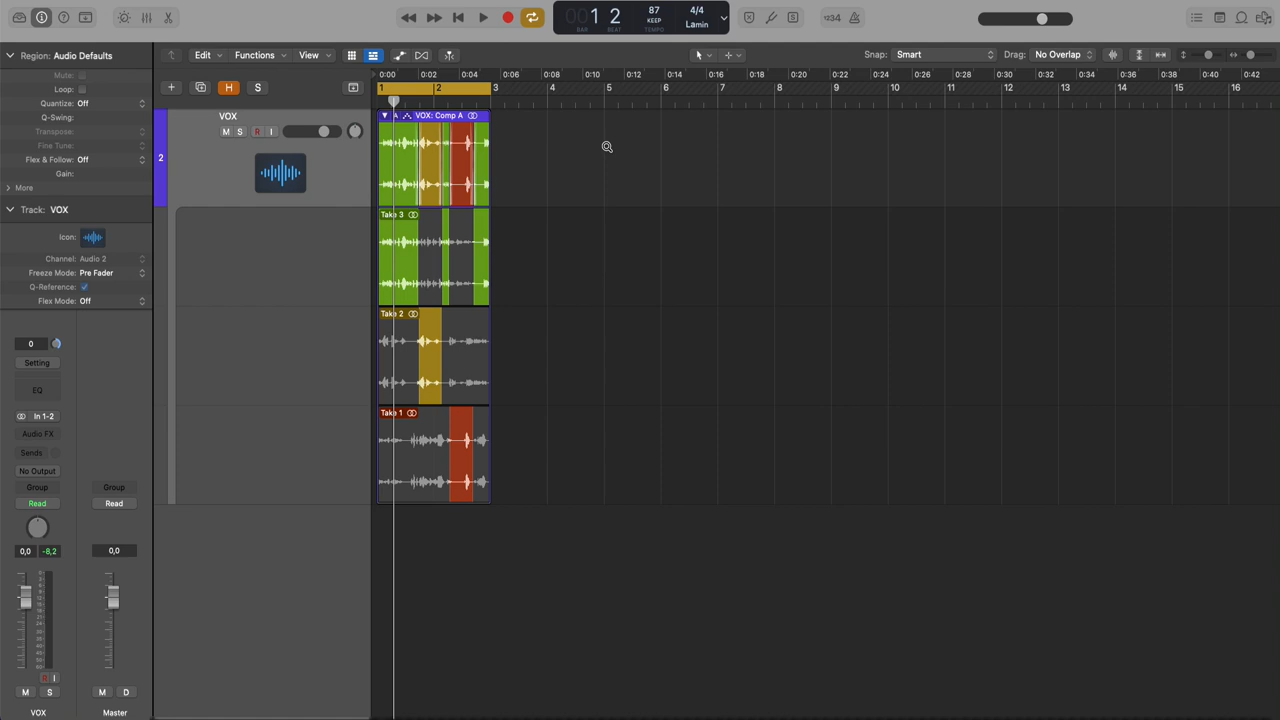 1 2
BAR BEAT
87
KEEP
TEMPO
4/4
Lamin
1234
Region: Audio Defaults
Mute:
Loop:
Quantize: Off
Q-Swing:
Transpose:
Fine Tune:
Flex & Follow: Off
Gain:
More
Track: VOX
Icon:
Channel: Audio 2
Freeze Mode: Pre Fader
Q-Reference:
Flex Mode: Off
Edit Functions View
Snap: Smart
Drag: No Overlap
H S
0:00 0:02 0:04 0:06 0:08 0:10 0:12 0:14 0:16 0:18 0:20 0:22 0:24 0:26 0:28 0:30 0:32 0:34 0:36 0:38 0:40 0:42
1 2 3 4 5 6 7 8 9 10 11 12 13 14 15 16
2
VOX
M S R I
A VOX: Comp A
Take 3
Take 2
Take 1
0
Setting
EQ
In 1-2
Audio FX
Sends
No Output
Group Group
Read Read
0,0 -8,2 0,0
R I
M S M D
VOX Master